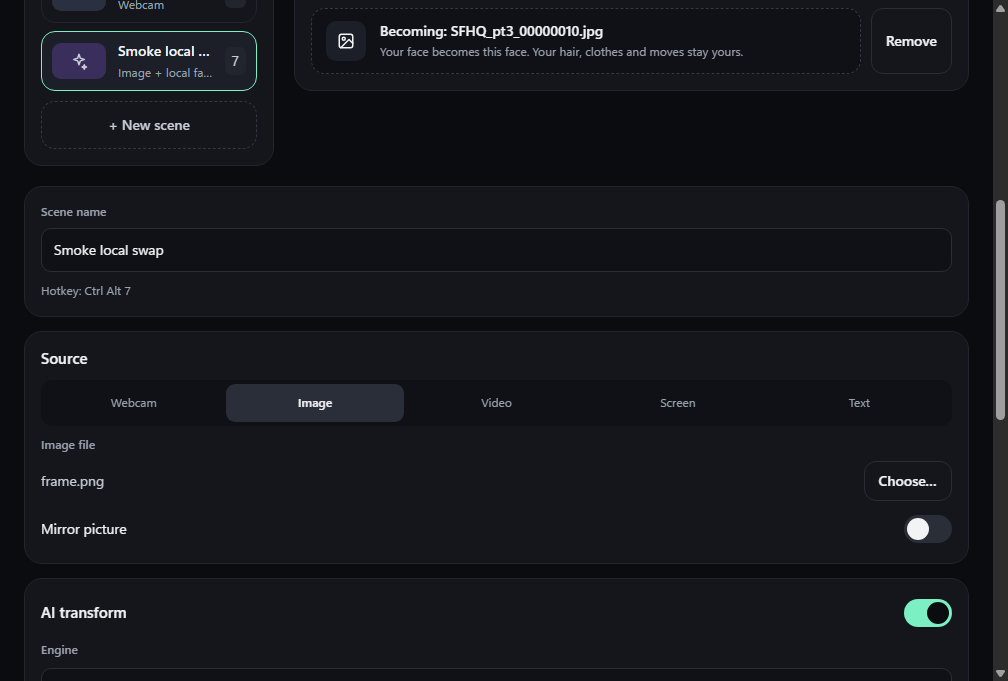 Webcam
Smoke local ...
Image + local fa...
7
+ New scene
Becoming: SFHQ_pt3_00000010.jpg
Your face becomes this face. Your hair, clothes and moves stay yours.
Remove
Scene name
Smoke local swap
Hotkey: Ctrl Alt 7
Source
Webcam
Image
Video
Screen
Text
Image file
frame.png
Choose...
Mirror picture
AI transform
Engine